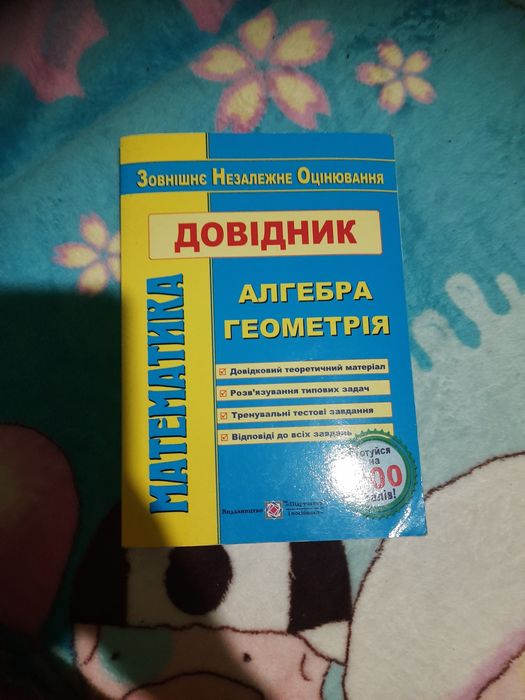 Зовнішнє Незалежне Оцінювання
ДОВІДНИК
МАТЕМАТИКА
АЛГЕБРА
ГЕОМЕТРІЯ
Довідковий теоретичний матеріал
Розв'язування типових задач
Тренувальні тестові завдання
Відповіді до всіх завдань
на
Видавництво